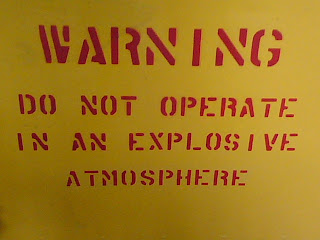 WARNING
DO NOT OPERATE
IN AN EXPLOSIVE
ATMOSPHERE